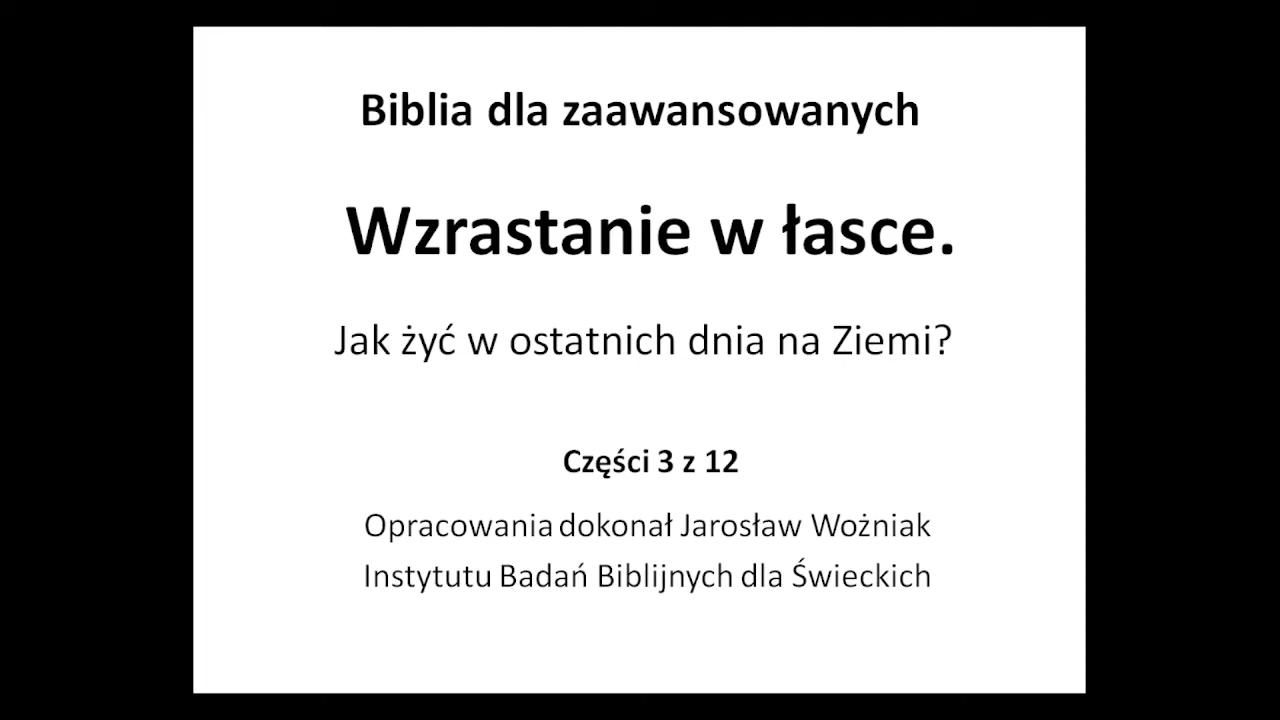 Biblia dla zaawansowanych
Wzrastanie w łasce.
Jak żyć w ostatnich dnia na Ziemi?
Części 3 z 12
Opracowania dokonał Jarosław Wożniak
Instytutu Badań Biblijnych dla Świeckich